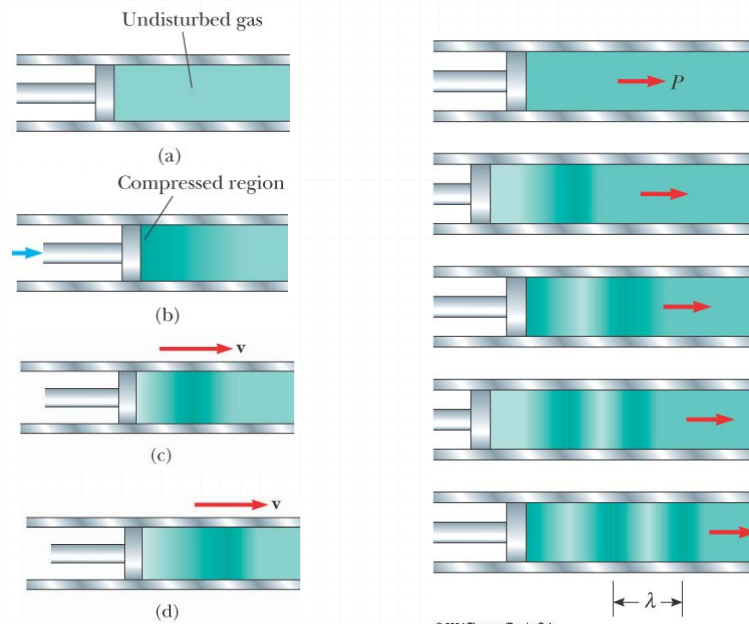 Undisturbed gas
(a)
Compressed region
(b)
v
(c)
v
(d)
P
λ